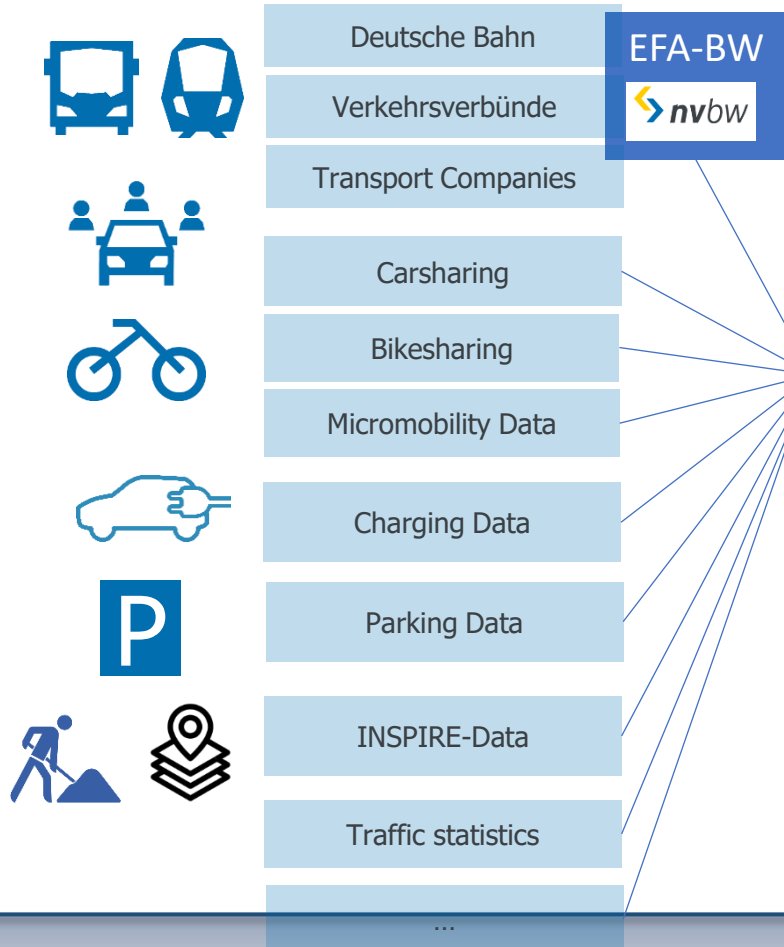 Deutsche Bahn
EFA-BW
Verkehrsverbünde
nvbw
Transport Companies
Carsharing
Bikesharing
Micromobility Data
Charging Data
P
Parking Data
INSPIRE-Data
Traffic statistics
...